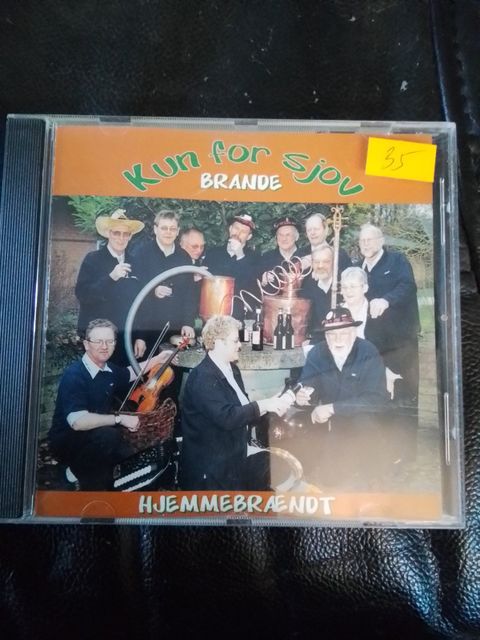 Kun for Sjov
35
BRANDE
HJEMMEBRÆNDT